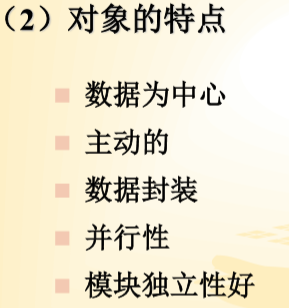 （2）对象的特点
数据为中心
主动的
数据封装
并行性
模块独立性好